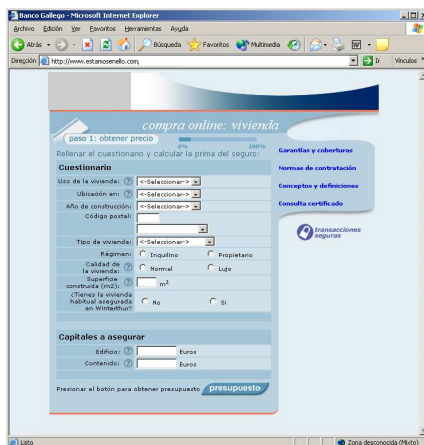 Banco Gallego - Microsoft Internet Explorer
Archivo Edición Ver Favoritos Herramientas Ayuda
Atrás Búsqueda Favoritos Multimedia
Dirección http://www.estamosenello.com, Ir Vínculos
compra online: vivienda
paso 1: obtener precio
0% 100%
Rellenar el cuestionario y calcular la prima del seguro:
Cuestionario
Uso de la vivienda: ? <-Seleccionar->
Ubicación en: ? <-Seleccionar->
Año de construcción: <-Seleccionar->
Código postal:
Tipo de vivienda: <-Seleccionar->
Régimen: Inquilino Propietario
Calidad de la vivienda: ? Normal Lujo
Superficie construida (m2): ? m²
¿Tienes la vivienda habitual asegurada en Winterthur? No Si
Capitales a asegurar
Edificio: ? Euros
Contenido: ? Euros
Presionar el botón para obtener presupuesto presupuesto
Garantías y coberturas
Normas de contratación
Conceptos y definiciones
Consulta certificado
transacciones
seguras
Listo Zona desconocida (Mixto)